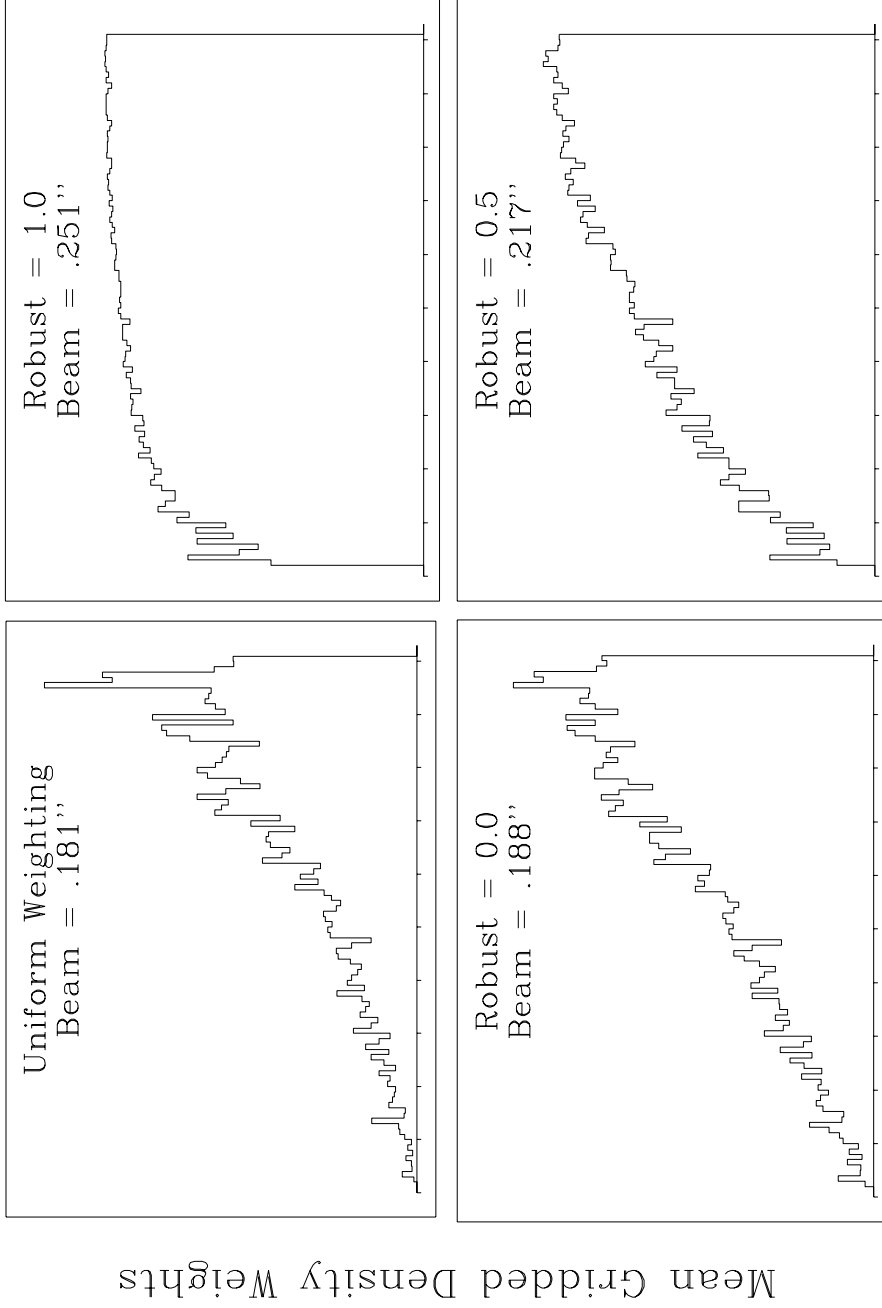 Uniform Weighting
Beam = .181"
Robust = 1.0
Beam = .251"
Robust = 0.0
Beam = .188"
Robust = 0.5
Beam = .217"
Mean Gridded Density Weights